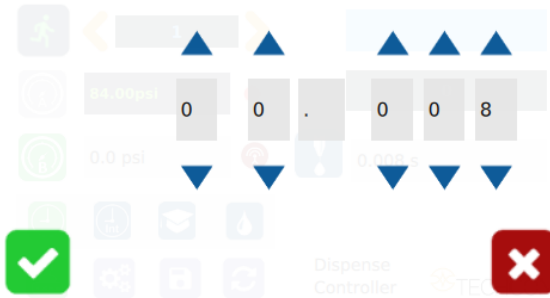 1
84.00psi
0 0 . 0 0 8
0.0 psi
0.008 s
Dispense
Controller